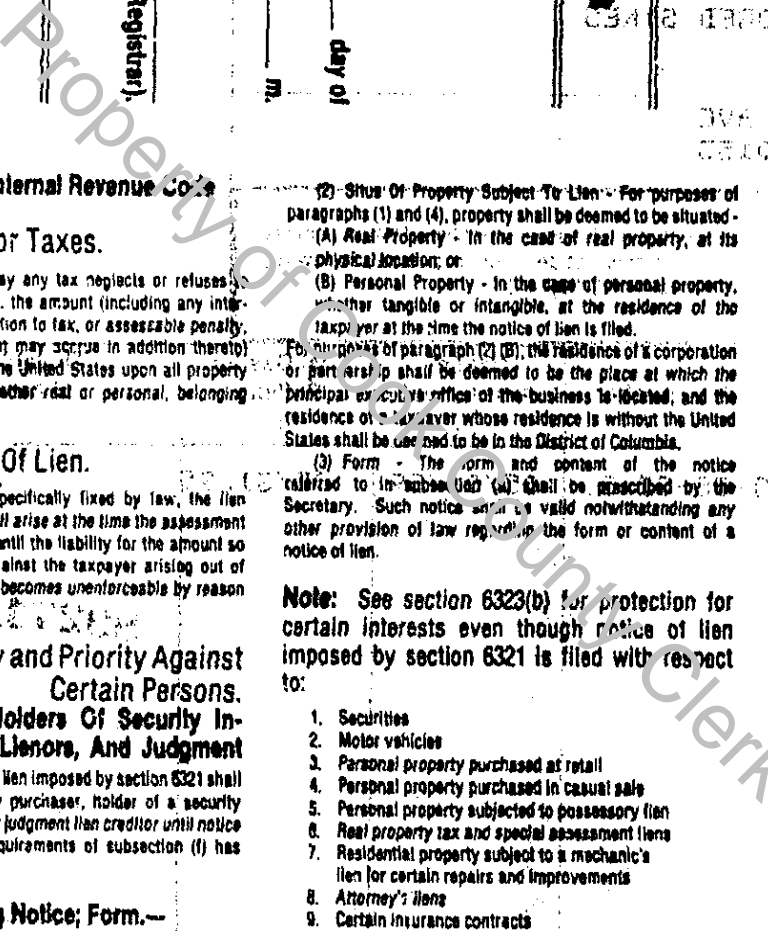 Registrar).
m.
day of
Internal Revenue Code
or Taxes.
ay any tax neglects or refuses to
, the amount (including any inter-
tion to tax, or assessable penalty,
t may accrue in addition thereto)
he United States upon all property
ether real or personal, belonging
Of Lien.
pecifically fixed by law, the lien
ll arise at the time the assessment
until the liability for the amount so
ainst the taxpayer arising out of
becomes unenforceable by reason
y and Priority Against
Certain Persons.
olders Of Security In-
Lienors, And Judgment
lien imposed by section 6321 shall
y purchaser, holder of a security
judgment lien creditor until notice
quirements of subsection (f) has
g Notice; Form.—
(2) Situs Of Property Subject To Lien - For purposes of
paragraphs (1) and (4), property shall be deemed to be situated -
(A) Real Property - In the case of real property, at its
physical location; or
(B) Personal Property - In the case of personal property,
whether tangible or intangible, at the residence of the
taxpayer at the time the notice of lien is filed.
For purposes of paragraph (2) (B), the residence of a corporation
or partnership shall be deemed to be the place at which the
principal executive office of the business is located, and the
residence of a taxpayer whose residence is without the United
States shall be deemed to be in the District of Columbia.
(3) Form - The form and content of the notice
referred to in subsection (a) shall be prescribed by the
Secretary. Such notice shall be valid notwithstanding any
other provision of law regarding the form or content of a
notice of lien.
Note: See section 6323(b) for protection for
certain interests even though notice of lien
imposed by section 6321 is filed with respect
to:
1. Securities
2. Motor vehicles
3. Personal property purchased at retail
4. Personal property purchased in casual sale
5. Personal property subjected to possessory lien
6. Real property tax and special assessment liens
7. Residential property subject to a mechanic's
lien for certain repairs and improvements
8. Attorney's liens
9. Certain insurance contracts
Property of Cook County Clerk